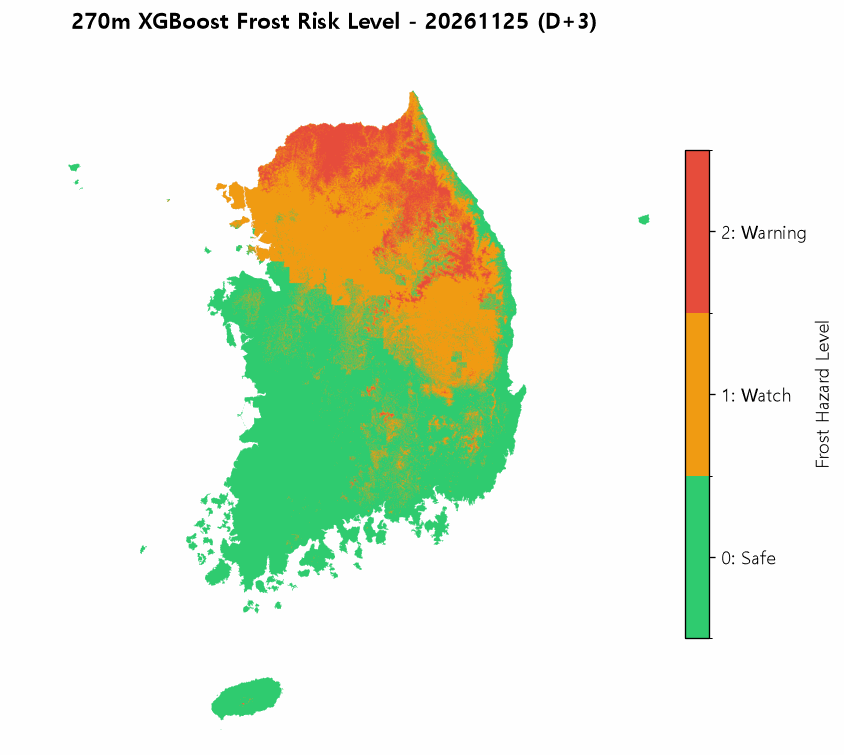 270m XGBoost Frost Risk Level - 20261125 (D+3)
2: Warning
1: Watch
0: Safe
Frost Hazard Level